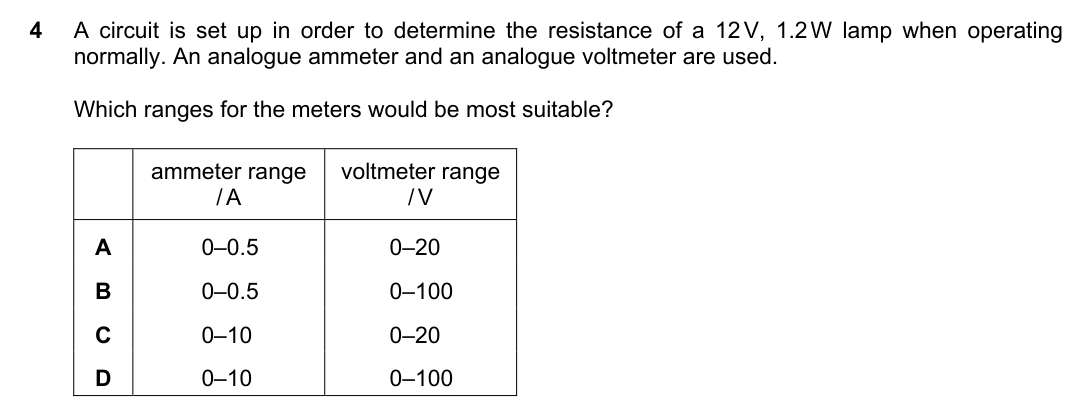 4 A circuit is set up in order to determine the resistance of a 12 V, 1.2 W lamp when operating
normally. An analogue ammeter and an analogue voltmeter are used.
Which ranges for the meters would be most suitable?
ammeter range voltmeter range
/ A / V
A 0–0.5 0–20
B 0–0.5 0–100
C 0–10 0–20
D 0–10 0–100